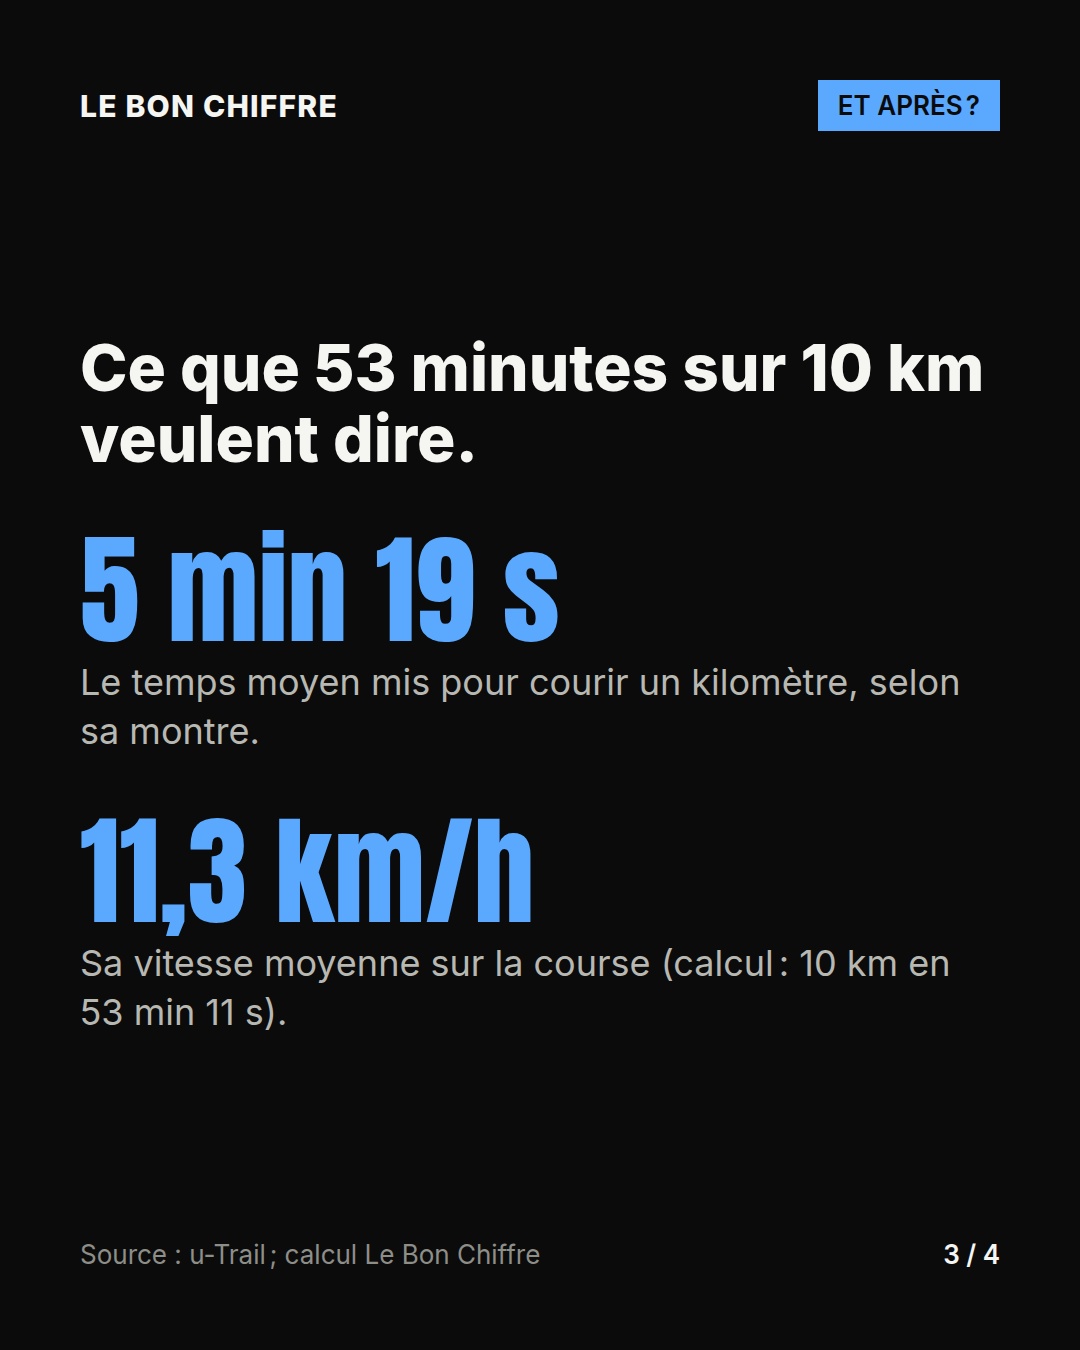 LE BON CHIFFRE
ET APRÈS ?
Ce que 53 minutes sur 10 km
veulent dire.
5 min 19 s
Le temps moyen mis pour courir un kilomètre, selon
sa montre.
11,3 km/h
Sa vitesse moyenne sur la course (calcul : 10 km en
53 min 11 s).
Source : u-Trail ; calcul Le Bon Chiffre
3 / 4